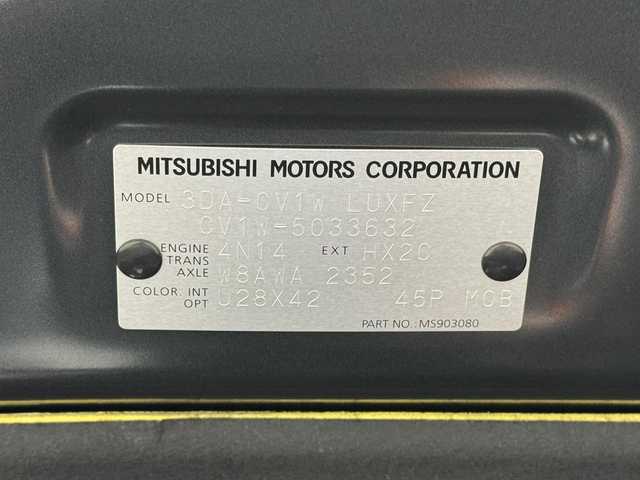 MITSUBISHI MOTORS CORPORATION
MODEL 3DA-CV1W LUXFZ
CV1W-5033632
ENGINE 4N14 EXT HX2C
TRANS AXLE W8AWA 2352
COLOR. INT OPT U28X42 45P MCB
PART NO.: MS903080